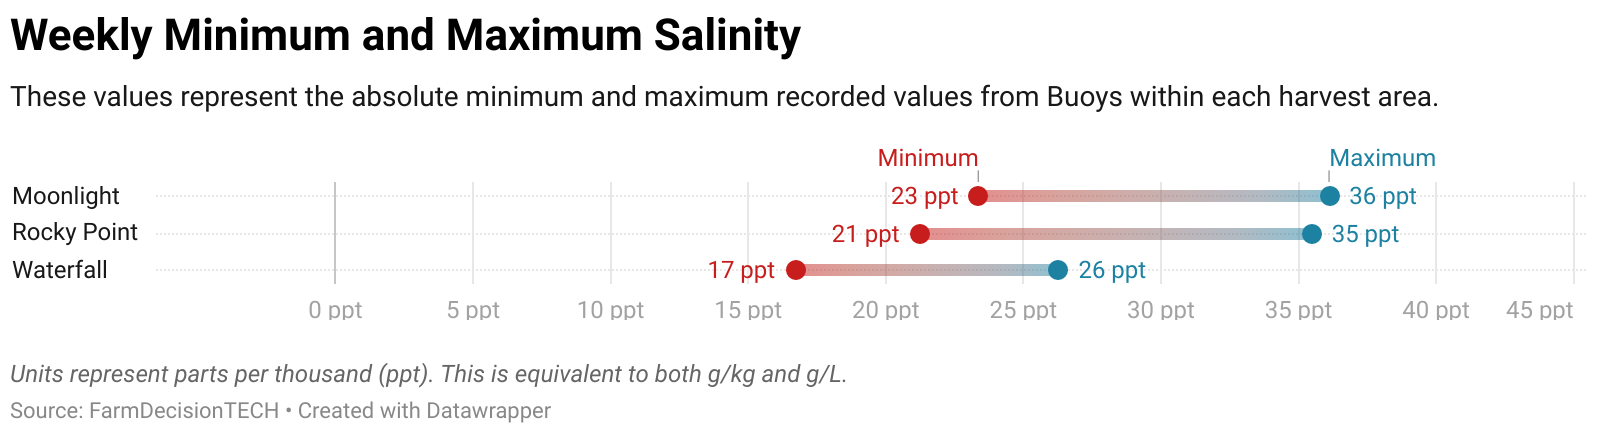 Weekly Minimum and Maximum Salinity
These values represent the absolute minimum and maximum recorded values from Buoys within each harvest area.
Minimum Maximum
Moonlight 23 ppt 36 ppt
Rocky Point 21 ppt 35 ppt
Waterfall 17 ppt 26 ppt
0 ppt 5 ppt 10 ppt 15 ppt 20 ppt 25 ppt 30 ppt 35 ppt 40 ppt 45 ppt
Units represent parts per thousand (ppt). This is equivalent to both g/kg and g/L.
Source: FarmDecisionTECH • Created with Datawrapper